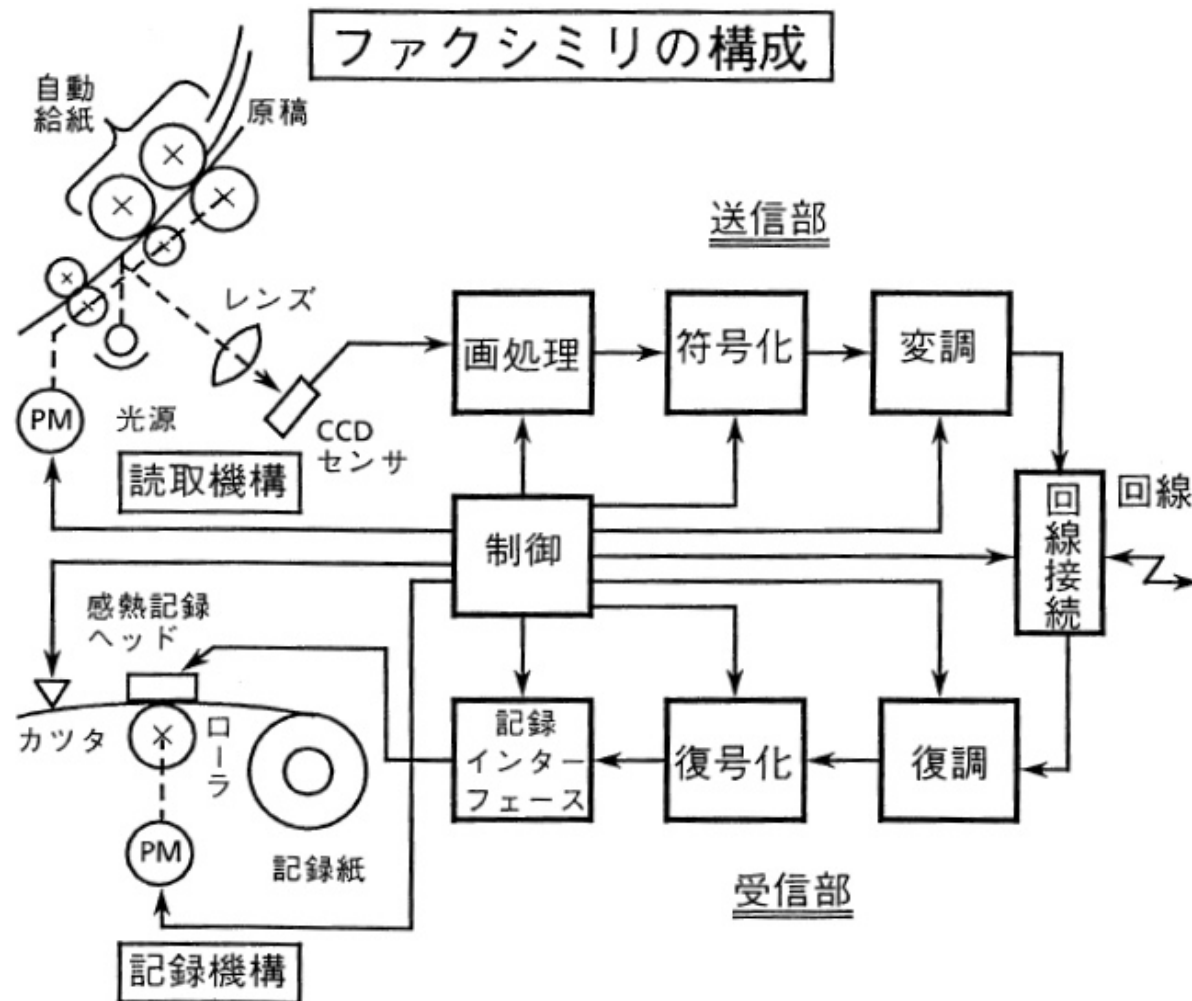 ファクシミリの構成
自動
給紙
原稿
送信部
レンズ
画処理
符号化
変調
PM
光源
CCD
センサ
読取機構
回線
回線接続
制御
感熱記録
ヘッド
カツタ
ローラ
記録
インター
フェース
復号化
復調
PM
記録紙
受信部
記録機構